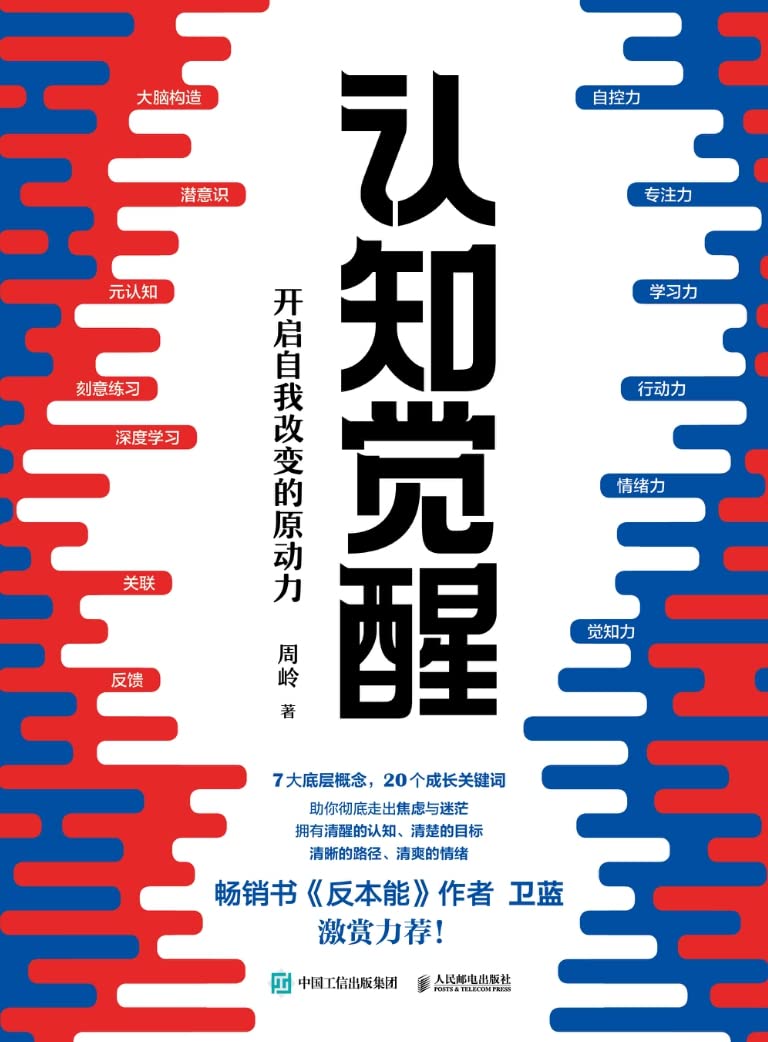 认知觉醒
开启自我改变的原动力
周岭 著
大脑构造
潜意识
元认知
刻意练习
深度学习
关联
反馈
自控力
专注力
学习力
行动力
情绪力
觉知力
7大底层概念，20个成长关键词
助你彻底走出焦虑与迷茫
拥有清醒的认知、清楚的目标
清晰的路径、清爽的情绪
畅销书《反本能》作者 卫蓝
激赏力荐！
中国工信出版集团
人民邮电出版社
POSTS & TELECOM PRESS